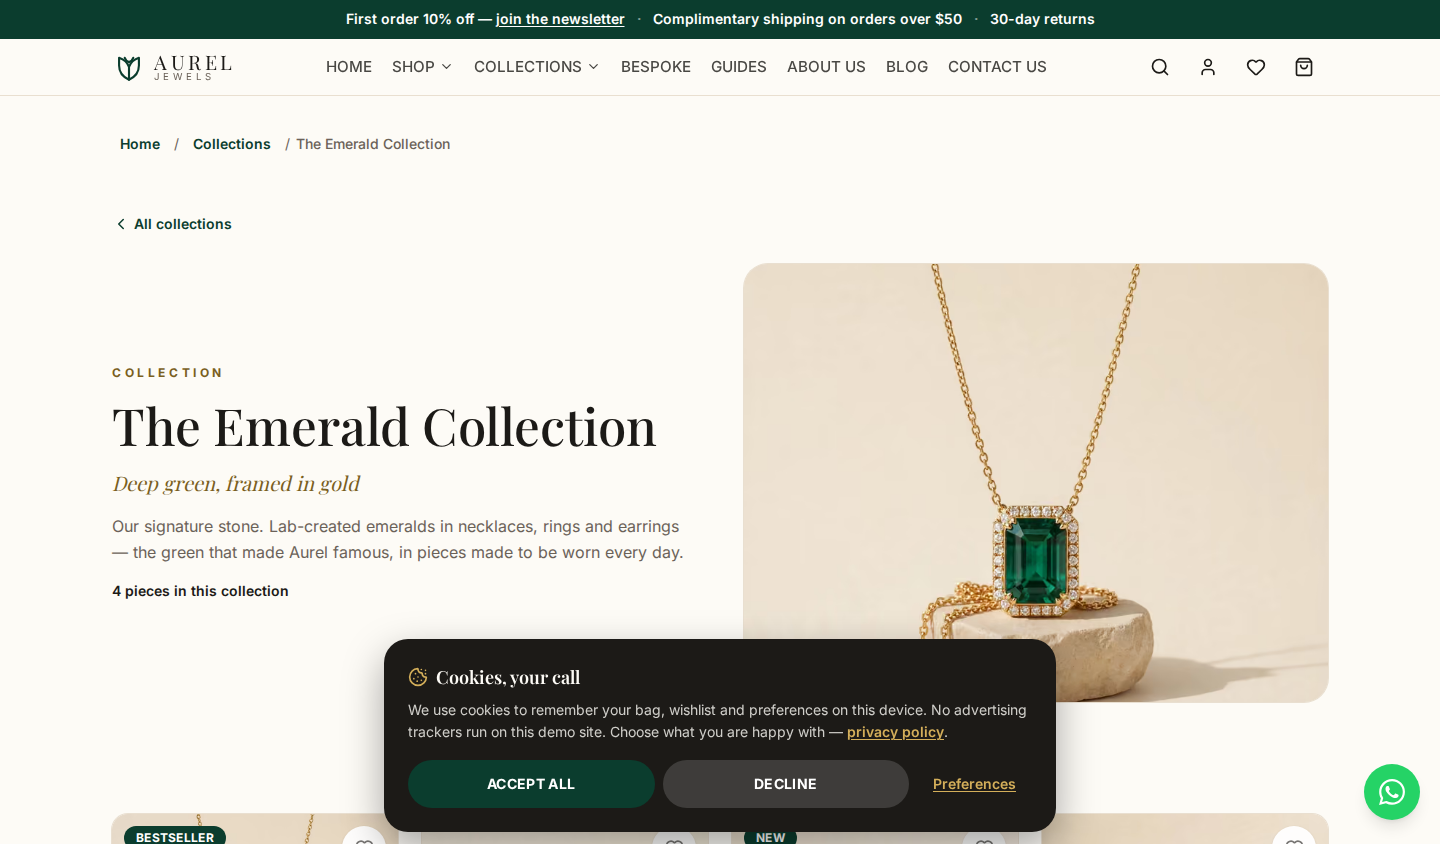 First order 10% off — join the newsletter · Complimentary shipping on orders over $50 · 30-day returns
AUREL
JEWELS
HOME SHOP COLLECTIONS BESPOKE GUIDES ABOUT US BLOG CONTACT US
Home / Collections / The Emerald Collection
All collections
COLLECTION
The Emerald Collection
Deep green, framed in gold
Our signature stone. Lab-created emeralds in necklaces, rings and earrings
— the green that made Aurel famous, in pieces made to be worn every day.
4 pieces in this collection
Cookies, your call
We use cookies to remember your bag, wishlist and preferences on this device. No advertising
trackers run on this demo site. Choose what you are happy with — privacy policy.
ACCEPT ALL DECLINE Preferences
BESTSELLER NEW